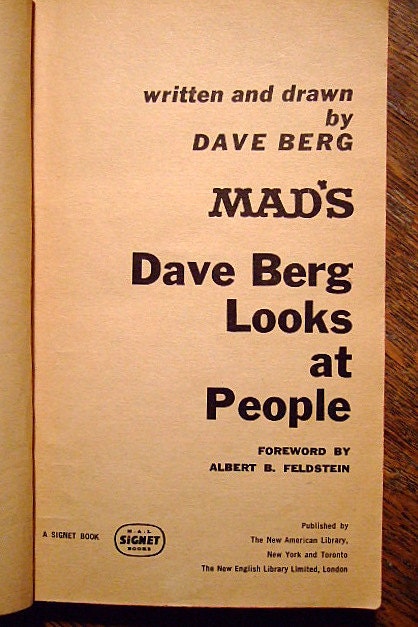 written and drawn
by
DAVE BERG
MAD'S
Dave Berg
Looks
at
People
FOREWORD BY
ALBERT B. FELDSTEIN
A SIGNET BOOK
N.A.L.
SIGNET
BOOKS
Published by
The New American Library,
New York and Toronto
The New English Library Limited, London